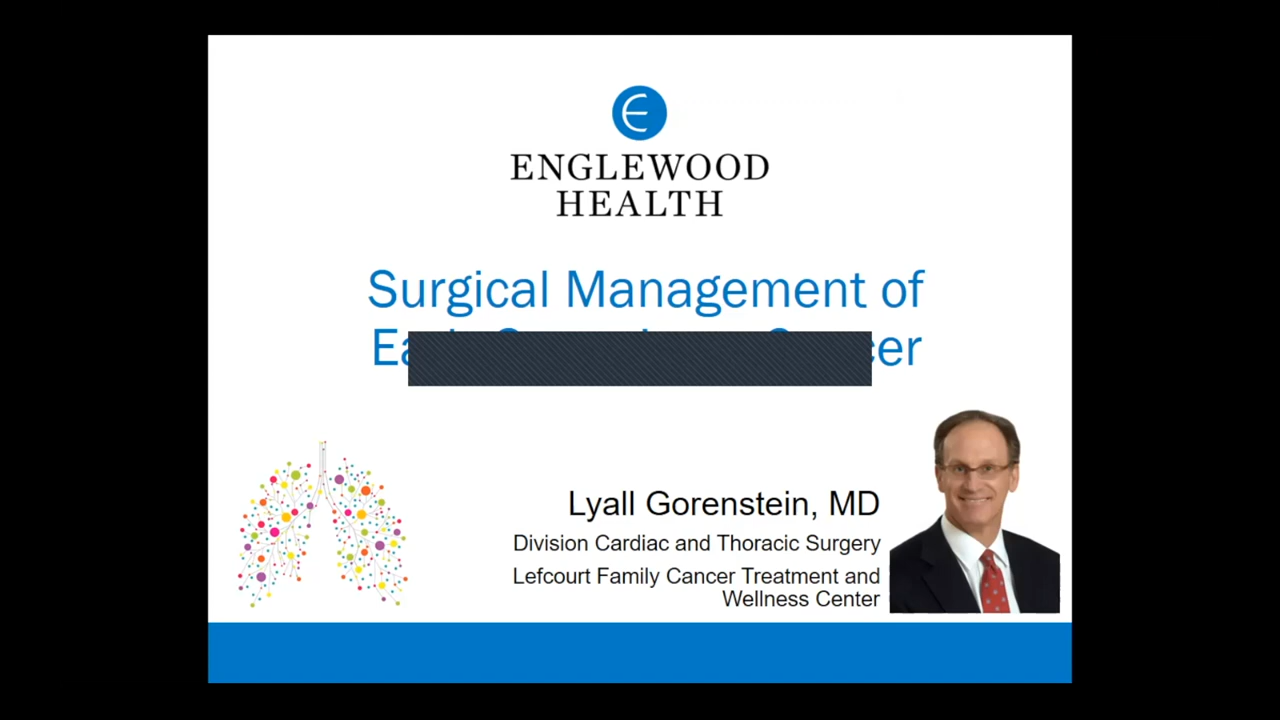 ENGLEWOOD
HEALTH
Surgical Management of
Lyall Gorenstein, MD
Division Cardiac and Thoracic Surgery
Lefcourt Family Cancer Treatment and
Wellness Center